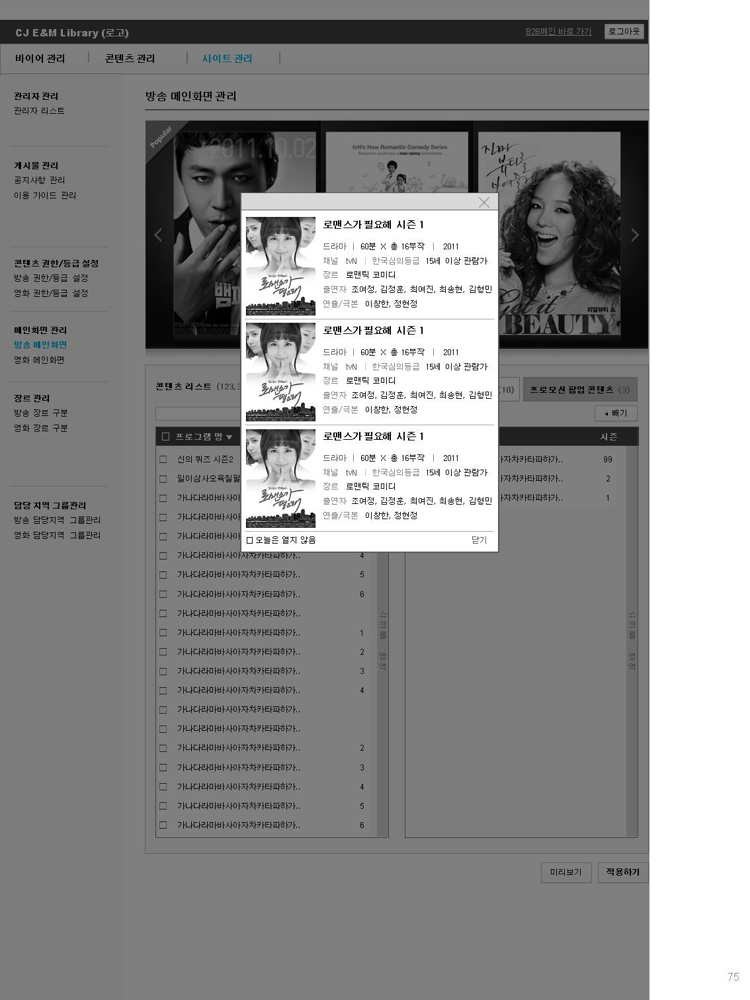 CJ E&M Library (로고)
B2B메인 바로 가기
로그아웃
바이어 관리 | 콘텐츠 관리 | 사이트 관리 |
관리자 관리
관리자 리스트
게시물 관리
공지사항 관리
이용 가이드 관리
콘텐츠 권한/등급 설정
방송 권한/등급 설정
영화 권한/등급 설정
메인화면 관리
방송 메인화면
영화 메인화면
장르 관리
방송 장르 구분
영화 장르 구분
담당 지역 그룹관리
방송 담당지역 그룹관리
영화 담당지역 그룹관리
방송 메인화면 관리
Popular
2011.10.02
tvN's New Romantic Comedy Series
Everyone could use a man nanny sometimes
진짜
뷰티를
보여줄
Get it
리얼뷰티 쇼
BEAUTY
로맨스가 필요해 시즌 1
드라마 | 60분 X 총 16부작 | 2011
채널 tvN | 한국심의등급 15세 이상 관람가
장르 로맨틱 코미디
출연자 조여정, 김정훈, 최여진, 최송현, 김형민
연출/극본 이창한, 정현정
로맨스가 필요해
로맨스가 필요해 시즌 1
드라마 | 60분 X 총 16부작 | 2011
채널 tvN | 한국심의등급 15세 이상 관람가
장르 로맨틱 코미디
출연자 조여정, 김정훈, 최여진, 최송현, 김형민
연출/극본 이창한, 정현정
로맨스가 필요해
로맨스가 필요해 시즌 1
드라마 | 60분 X 총 16부작 | 2011
채널 tvN | 한국심의등급 15세 이상 관람가
장르 로맨틱 코미디
출연자 조여정, 김정훈, 최여진, 최송현, 김형민
연출/극본 이창한, 정현정
로맨스가 필요해
오늘은 열지 않음
닫기
콘텐츠 리스트 (123,
10)
프로모션 팝업 콘텐츠 (3)
◂ 빼기
프로그램 명 ▼
신의 퀴즈 시즌2
일이삼사오육칠팔
가나다라마바사아
가나다라마바사아
가나다라마바사아
가나다라마바사아자차카타파하가.. 4
가나다라마바사아자차카타파하가.. 5
가나다라마바사아자차카타파하가.. 6
가나다라마바사아자차카타파하가..
가나다라마바사아자차카타파하가.. 1
가나다라마바사아자차카타파하가.. 2
가나다라마바사아자차카타파하가.. 3
가나다라마바사아자차카타파하가.. 4
가나다라마바사아자차카타파하가..
가나다라마바사아자차카타파하가..
가나다라마바사아자차카타파하가.. 2
가나다라마바사아자차카타파하가.. 3
가나다라마바사아자차카타파하가.. 4
가나다라마바사아자차카타파하가.. 5
가나다라마바사아자차카타파하가.. 6
스크롤 영역
시즌
자차카타파하가.. 99
자차카타파하가.. 2
자차카타파하가.. 1
스크롤 영역
미리보기
적용하기
75